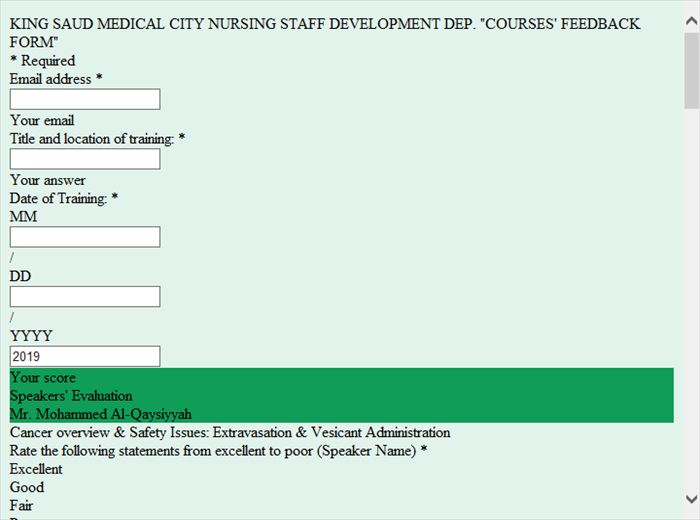 KING SAUD MEDICAL CITY NURSING STAFF DEVELOPMENT DEP. "COURSES' FEEDBACK
FORM"
* Required
Email address *
Your email
Title and location of training: *
Your answer
Date of Training: *
MM
/
DD
/
YYYY
2019
Your score
Speakers' Evaluation
Mr. Mohammed Al-Qaysiyyah
Cancer overview & Safety Issues: Extravasation & Vesicant Administration
Rate the following statements from excellent to poor (Speaker Name) *
Excellent
Good
Fair